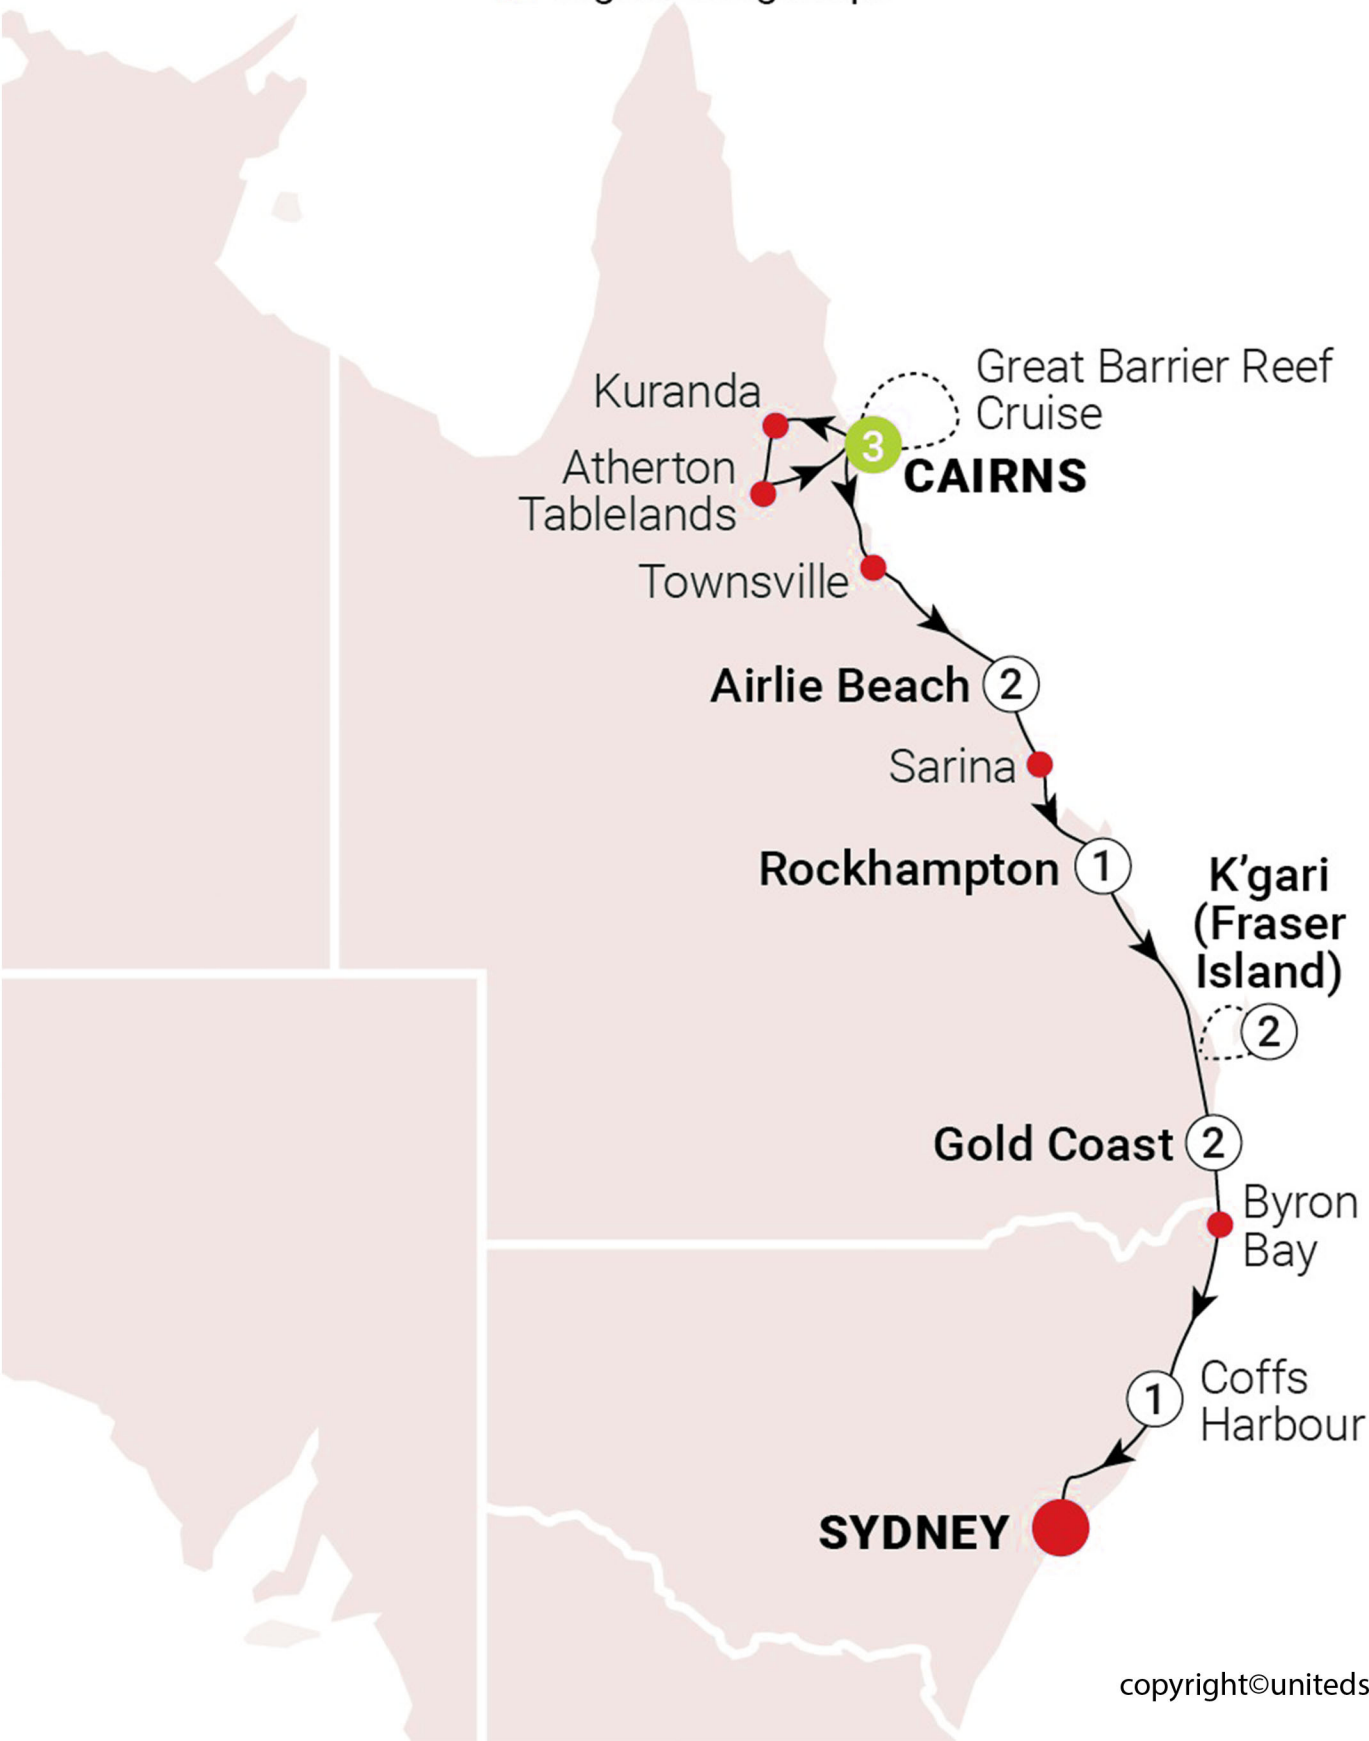 Great Barrier Reef
Cruise
Kuranda
3
CAIRNS
Atherton
Tablelands
Townsville
Airlie Beach
2
Sarina
Rockhampton
1
K’gari
(Fraser
Island)
2
Gold Coast
2
Byron
Bay
Coffs
Harbour
1
SYDNEY
copyright©uniteds